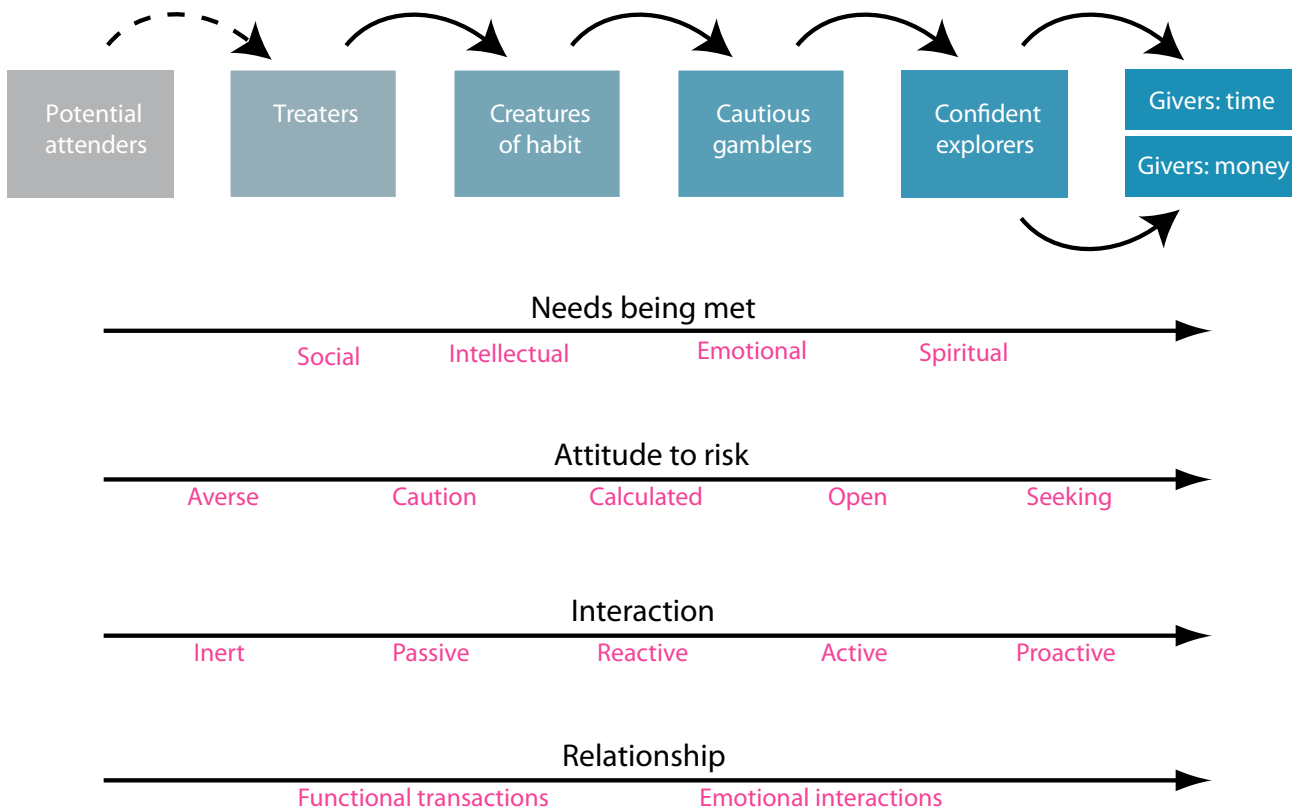 Potential
attenders
Treaters
Creatures
of habit
Cautious
gamblers
Confident
explorers
Givers: time
Givers: money
Needs being met
Social
Intellectual
Emotional
Spiritual
Attitude to risk
Averse
Caution
Calculated
Open
Seeking
Interaction
Inert
Passive
Reactive
Active
Proactive
Relationship
Functional transactions
Emotional interactions